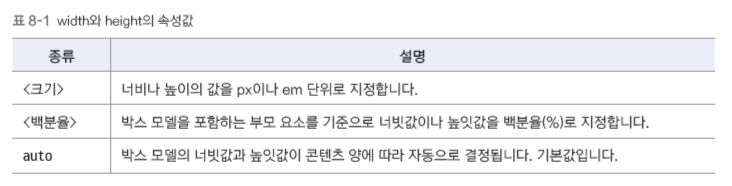 표 8-1 width와 height의 속성값
종류 설명
<크기> 너비나 높이의 값을 px이나 em 단위로 지정합니다.
<백분율> 박스 모델을 포함하는 부모 요소를 기준으로 너빗값이나 높잇값을 백분율(%)로 지정합니다.
auto 박스 모델의 너빗값과 높잇값이 콘텐츠 양에 따라 자동으로 결정됩니다. 기본값입니다.